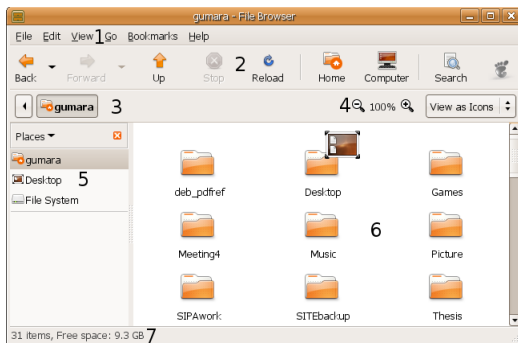 gumara - File Browser
File Edit View 1 Go Bookmarks Help
Back Forward Up Stop 2 Reload Home Computer Search
gumara 3 4 100% View as Icons
Places
gumara
Desktop 5
File System
deb_pdfref Desktop Games
Meeting4 Music 6 Picture
SIPAwork SITEbackup Thesis
31 items, Free space: 9.3 GB 7